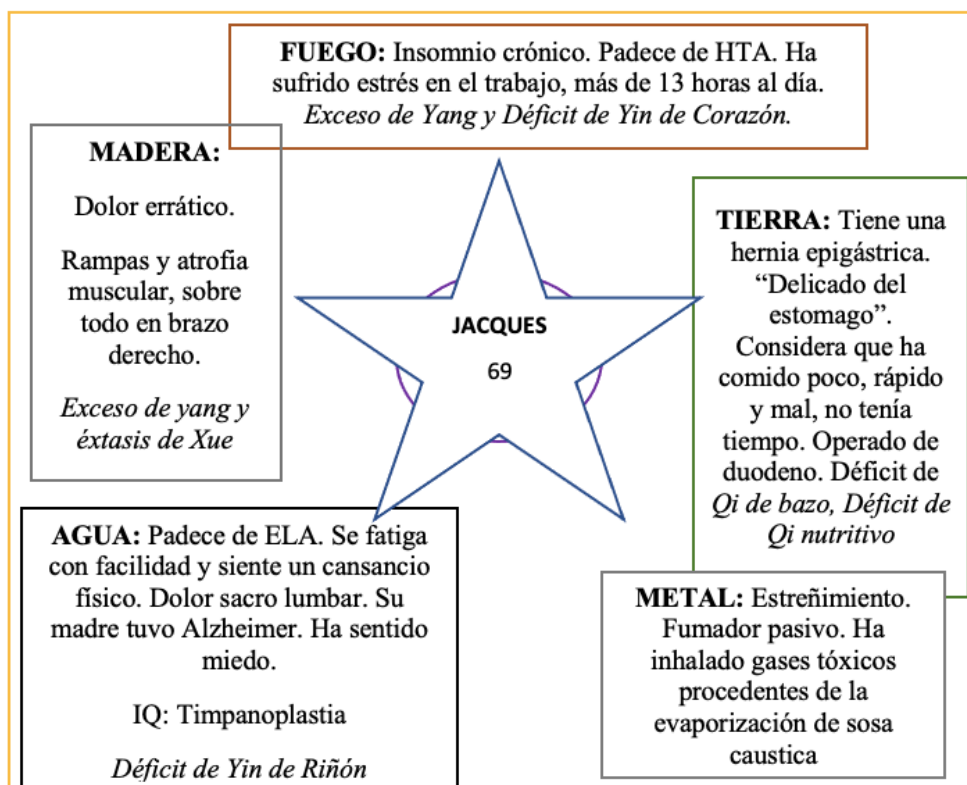 FUEGO: Insomnio crónico. Padece de HTA. Ha
sufrido estrés en el trabajo, más de 13 horas al día.
Exceso de Yang y Déficit de Yin de Corazón.
MADERA:
Dolor errático.
Rampas y atrofia
muscular, sobre
todo en brazo
derecho.
Exceso de yang y
éxtasis de Xue
JACQUES
69
TIERRA: Tiene una
hernia epigástrica.
“Delicado del
estomago”.
Considera que ha
comido poco, rápido
y mal, no tenía
tiempo. Operado de
duodeno. Déficit de
Qi de bazo, Déficit de
Qi nutritivo
AGUA: Padece de ELA. Se fatiga
con facilidad y siente un cansancio
físico. Dolor sacro lumbar. Su
madre tuvo Alzheimer. Ha sentido
miedo.
IQ: Timpanoplastia
Déficit de Yin de Riñón
METAL: Estreñimiento.
Fumador pasivo. Ha
inhalado gases tóxicos
procedentes de la
evaporización de sosa
caustica